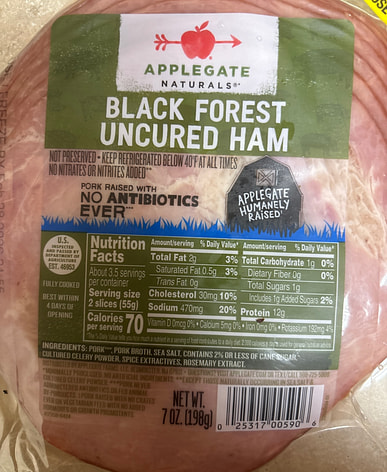 APPLEGATE
NATURALS®
BLACK FOREST
UNCURED HAM
NOT PRESERVED • KEEP REFRIGERATED BELOW 40°F AT ALL TIMES
NO NITRATES OR NITRITES ADDED
PORK RAISED WITH
NO ANTIBIOTICS
EVER
APPLEGATE
HUMANELY
RAISED
U.S.
INSPECTED
AND PASSED BY
DEPARTMENT OF
AGRICULTURE
EST. 46953
FULLY COOKED
BEST WITHIN
4 DAYS OF
OPENING
Nutrition
Facts
About 3.5 servings
per container
Serving size
2 slices (55g)
Calories
per serving 70
Amount/serving % Daily Value*
Total Fat 2g 3%
Saturated Fat 0.5g 3%
Trans Fat 0g
Cholesterol 30mg 10%
Sodium 470mg 20%
Amount/serving % Daily Value*
Total Carbohydrate 1g 0%
Dietary Fiber 0g 0%
Total Sugars 1g
Includes 1g Added Sugars 2%
Protein 12g
Vitamin D 0mcg 0% • Calcium 5mg 0% • Iron 0mg 0% • Potassium 192mg 4%
INGREDIENTS: PORK, PORK BROTH, SEA SALT, CONTAINS 2% OR LESS OF CANE SUGAR,
CULTURED CELERY POWDER, SPICE EXTRACTIVES, ROSEMARY EXTRACT.
NET WT.
7 OZ. (198g)
0 25317 00590 6